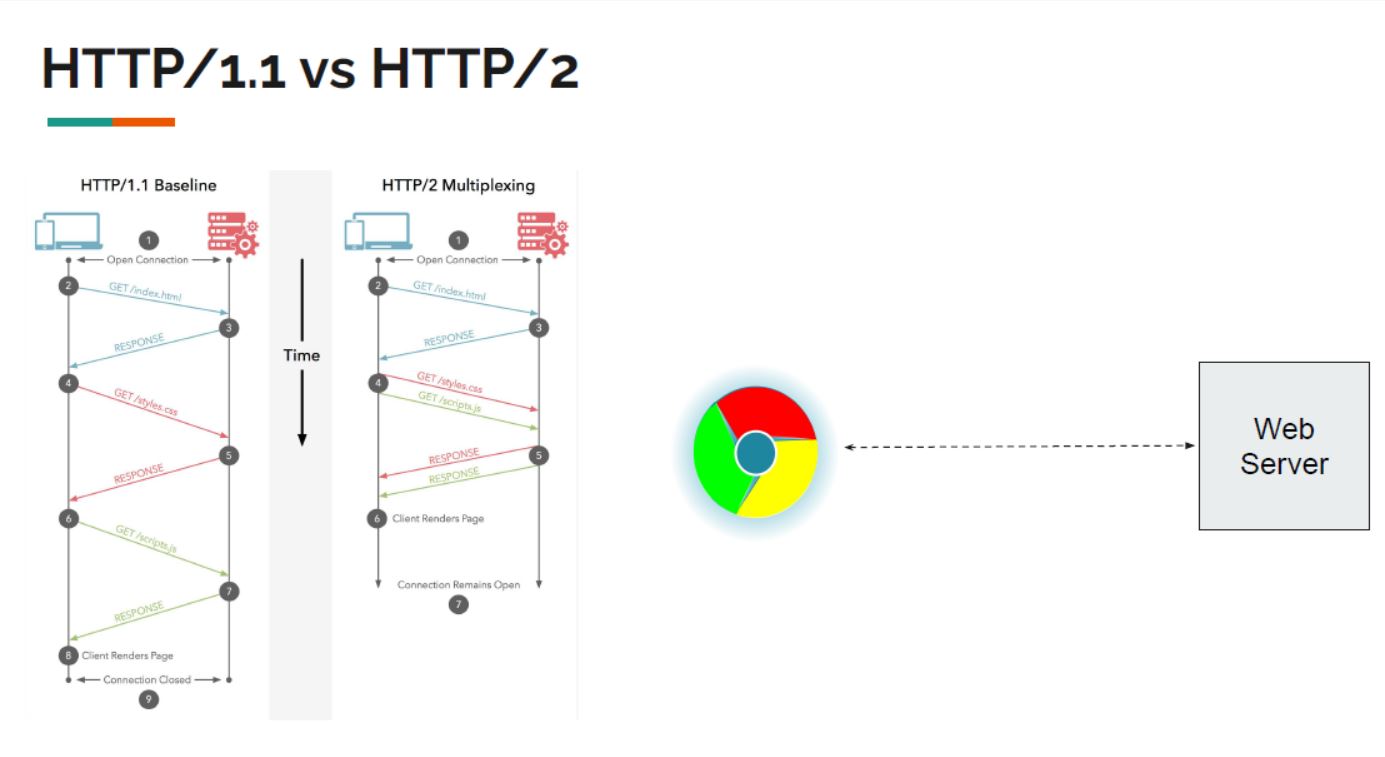 HTTP/1.1 vs HTTP/2
HTTP/1.1 Baseline
1
Open Connection
2
GET /index.html
3
RESPONSE
4
GET /styles.css
5
RESPONSE
6
GET /scripts.js
7
RESPONSE
8 Client Renders Page
Connection Closed
9
Time
HTTP/2 Multiplexing
1
Open Connection
2
GET /index.html
3
RESPONSE
4
GET /styles.css
GET /scripts.js
5
RESPONSE
RESPONSE
6 Client Renders Page
Connection Remains Open
7
Web
Server